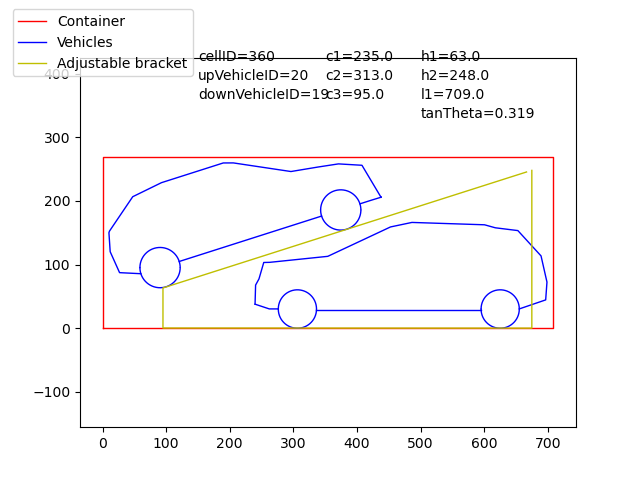 Container
Vehicles
Adjustable bracket
cellID=360 c1=235.0 h1=63.0
upVehicleID=20 c2=313.0 h2=248.0
downVehicleID=19 c3=95.0 l1=709.0
tanTheta=0.319
400
300
200
100
0
−100
0 100 200 300 400 500 600 700